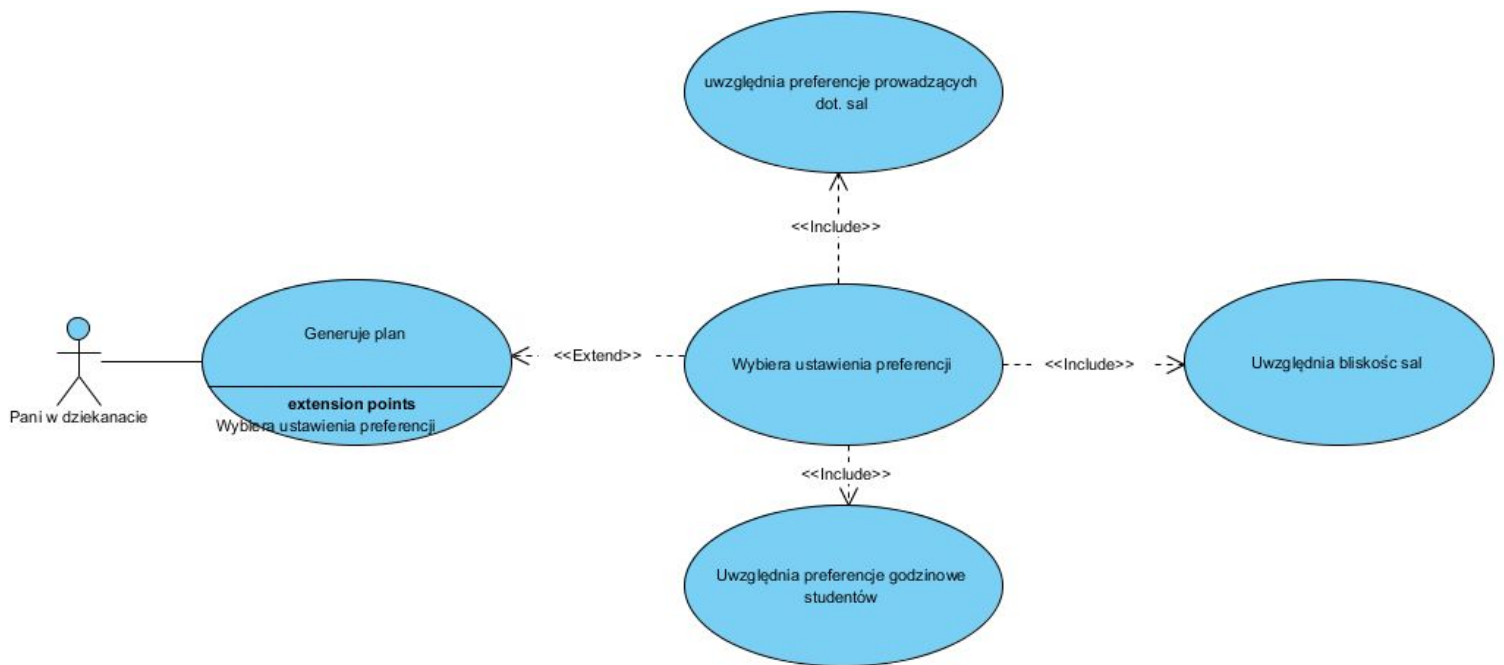 uwzględnia preferencje prowadzących
dot. sal
<<Include>>
Generuje plan
extension points
Wybiera ustawienia preferencji
Pani w dziekanacie
<<Extend>>
Wybiera ustawienia preferencji
<<Include>>
Uwzględnia bliskośc sal
<<Include>>
Uwzględnia preferencje godzinowe
studentów